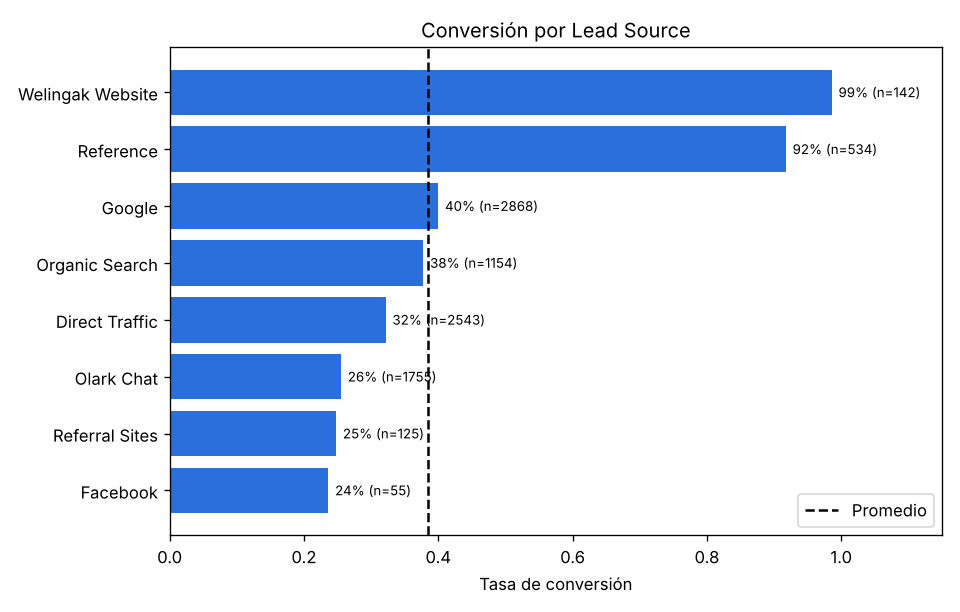 Conversión por Lead Source
Welingak Website
99% (n=142)
Reference
92% (n=534)
Google
40% (n=2868)
Organic Search
38% (n=1154)
Direct Traffic
32% (n=2543)
Olark Chat
26% (n=1755)
Referral Sites
25% (n=125)
Facebook
24% (n=55)
Promedio
0.0 0.2 0.4 0.6 0.8 1.0
Tasa de conversión